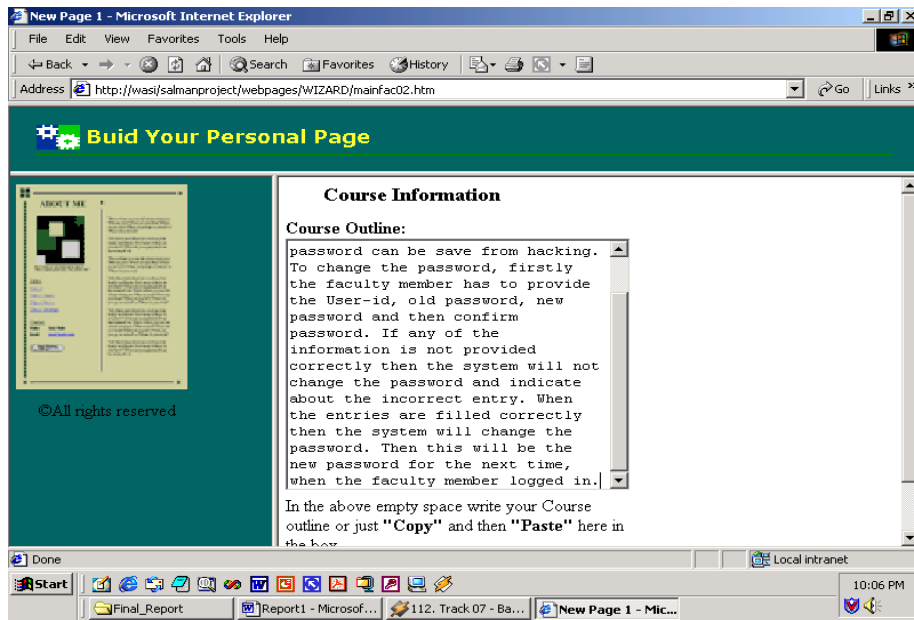 New Page 1 - Microsoft Internet Explorer
File Edit View Favorites Tools Help
Back Search Favorites History
Address http://wasi/salmanproject/webpages/WIZARD/mainfac02.htm Go Links »
Buid Your Personal Page
ABOUT ME
©All rights reserved
Course Information
Course Outline:
password can be save from hacking.
To change the password, firstly
the faculty member has to provide
the User-id, old password, new
password and then confirm
password. If any of the
information is not provided
correctly then the system will not
change the password and indicate
about the incorrect entry. When
the entries are filled correctly
then the system will change the
password. Then this will be the
new password for the next time,
when the faculty member logged in.
In the above empty space write your Course
outline or just "Copy" and then "Paste" here in
the box
Done Local intranet
Start 10:06 PM
Final_Report Report1 - Microsof... 112. Track 07 - Ba... New Page 1 - Mic...